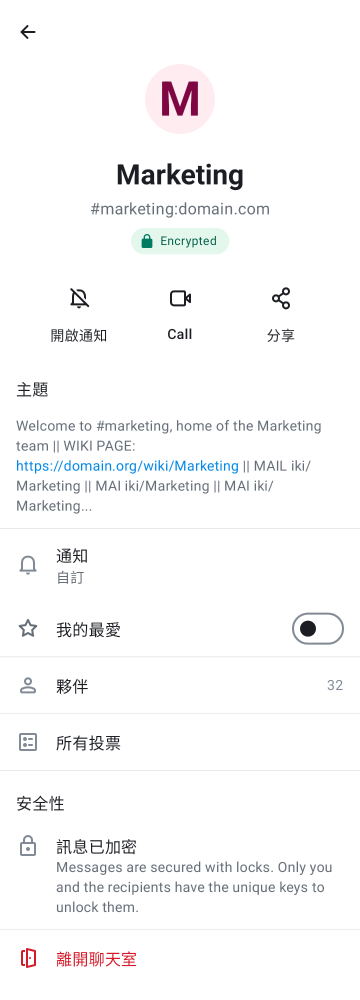 M
Marketing
#marketing:domain.com
Encrypted
開啟通知
Call
分享
主題
Welcome to #marketing, home of the Marketing
team || WIKI PAGE:
https://domain.org/wiki/Marketing || MAIL iki/
Marketing || MAI iki/Marketing || MAI iki/
Marketing...
通知
自訂
我的最愛
夥伴
32
所有投票
安全性
訊息已加密
Messages are secured with locks. Only you
and the recipients have the unique keys to
unlock them.
離開聊天室